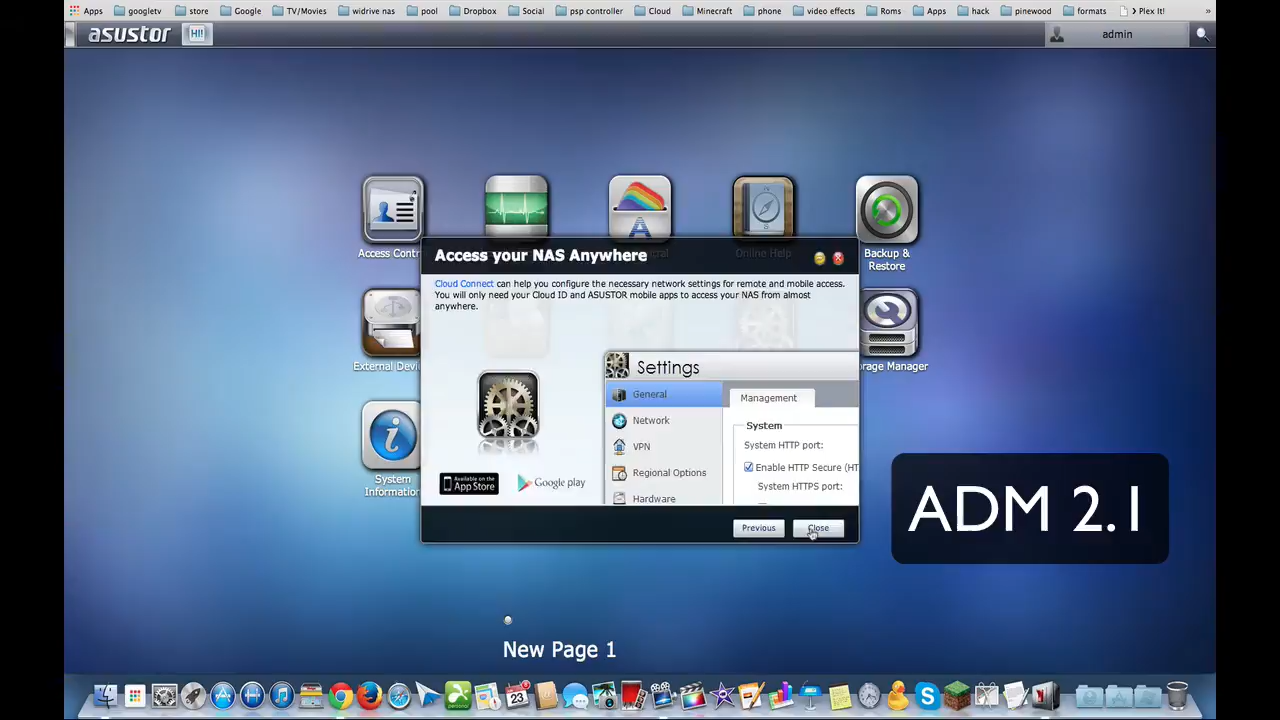 Apps googletv store Google TV/Movies widrive nas pool Dropbox Social psp controller Cloud Minecraft phone video effects Roms Apps hack pinewood formats > Plex It! »
asustor HI! admin
Access Contr
Online Help
Backup &
Restore
Access your NAS Anywhere
Cloud Connect can help you configure the necessary network settings for remote and mobile access.
You will only need your Cloud ID and ASUSTOR mobile apps to access your NAS from almost
anywhere.
External Devi
rage Manager
Settings
General
Network
VPN
Regional Options
Hardware
Management
System
System HTTP port:
Enable HTTP Secure (HT
System HTTPS port:
Available on the
App Store
Google play
System
Information
Previous Close
ADM 2.1
New Page 1
23